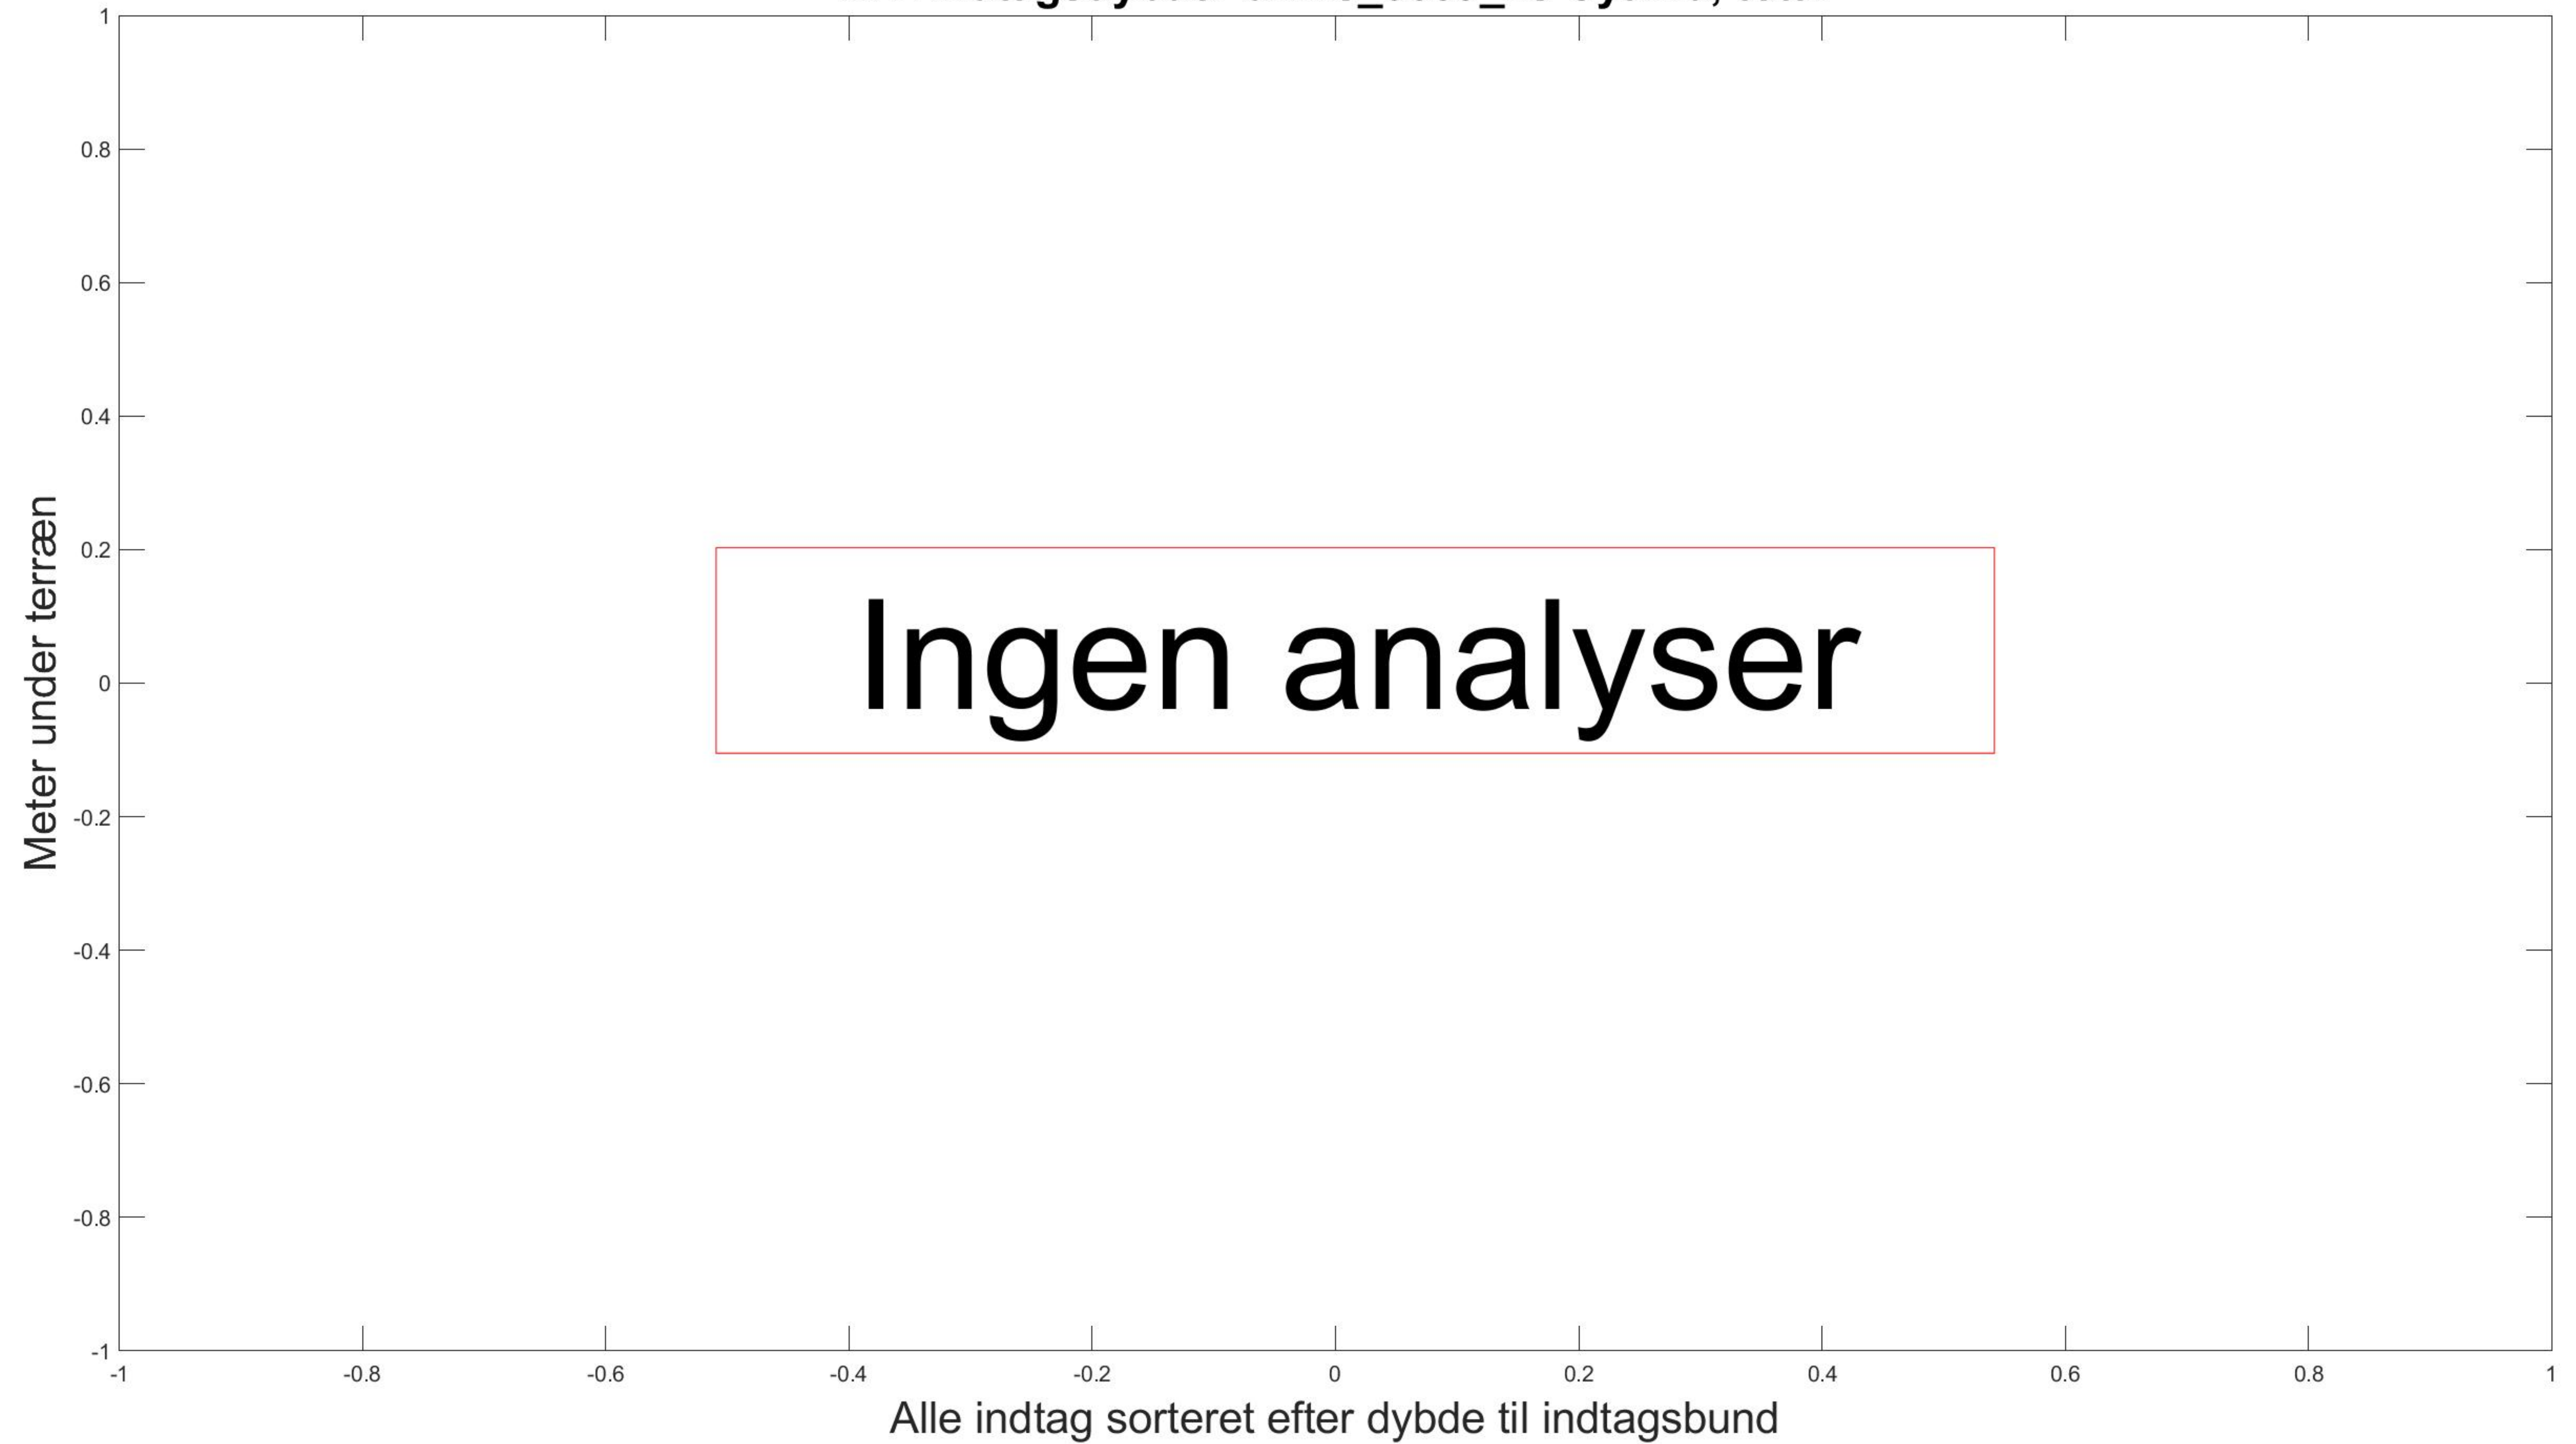 1
0.8
0.6
0.4
0.2
0
-0.2
-0.4
-0.6
-0.8
-1
Meter under terræn
Ingen analyser
-1 -0.8 -0.6 -0.4 -0.2 0 0.2 0.4 0.6 0.8 1
Alle indtag sorteret efter dybde til indtagsbund